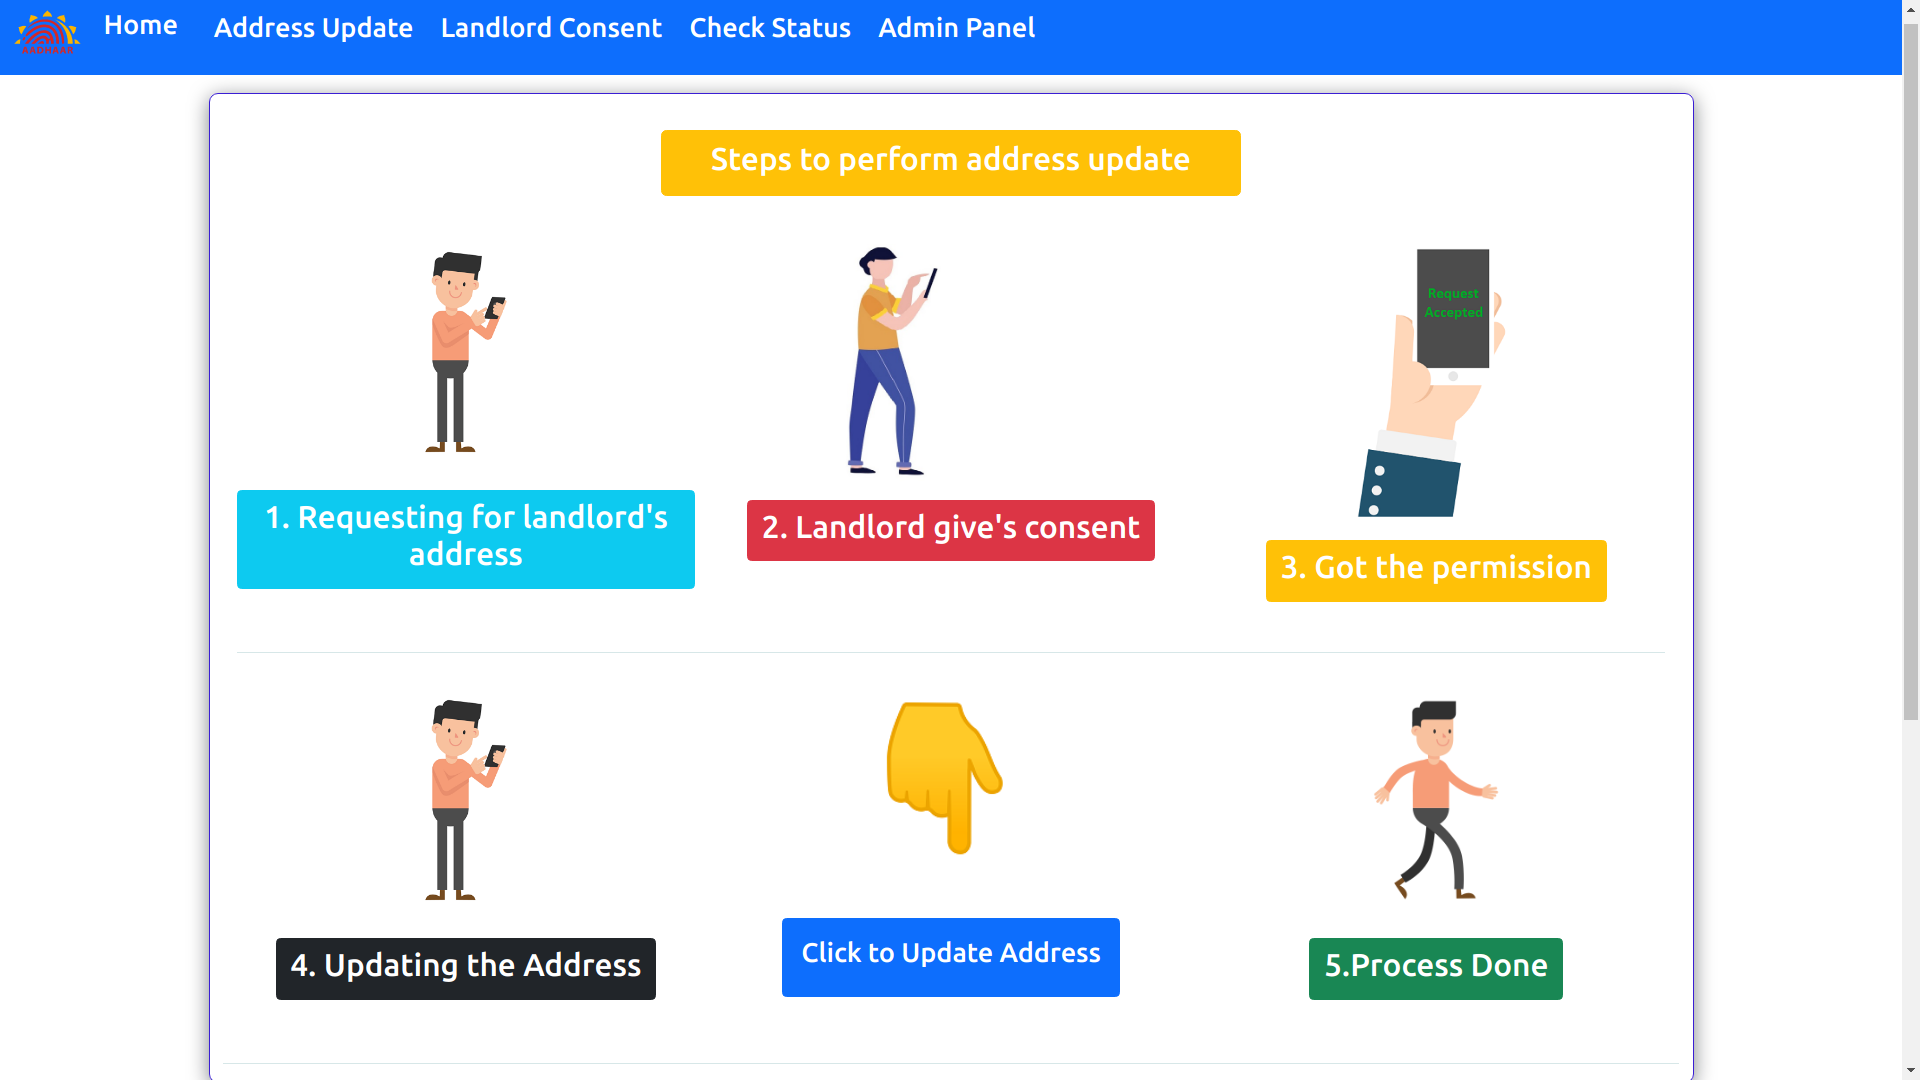 AADHAAR
Home Address Update Landlord Consent Check Status Admin Panel
Steps to perform address update
Request
Accepted
1. Requesting for landlord's
address
2. Landlord give's consent
3. Got the permission
4. Updating the Address
Click to Update Address
5.Process Done